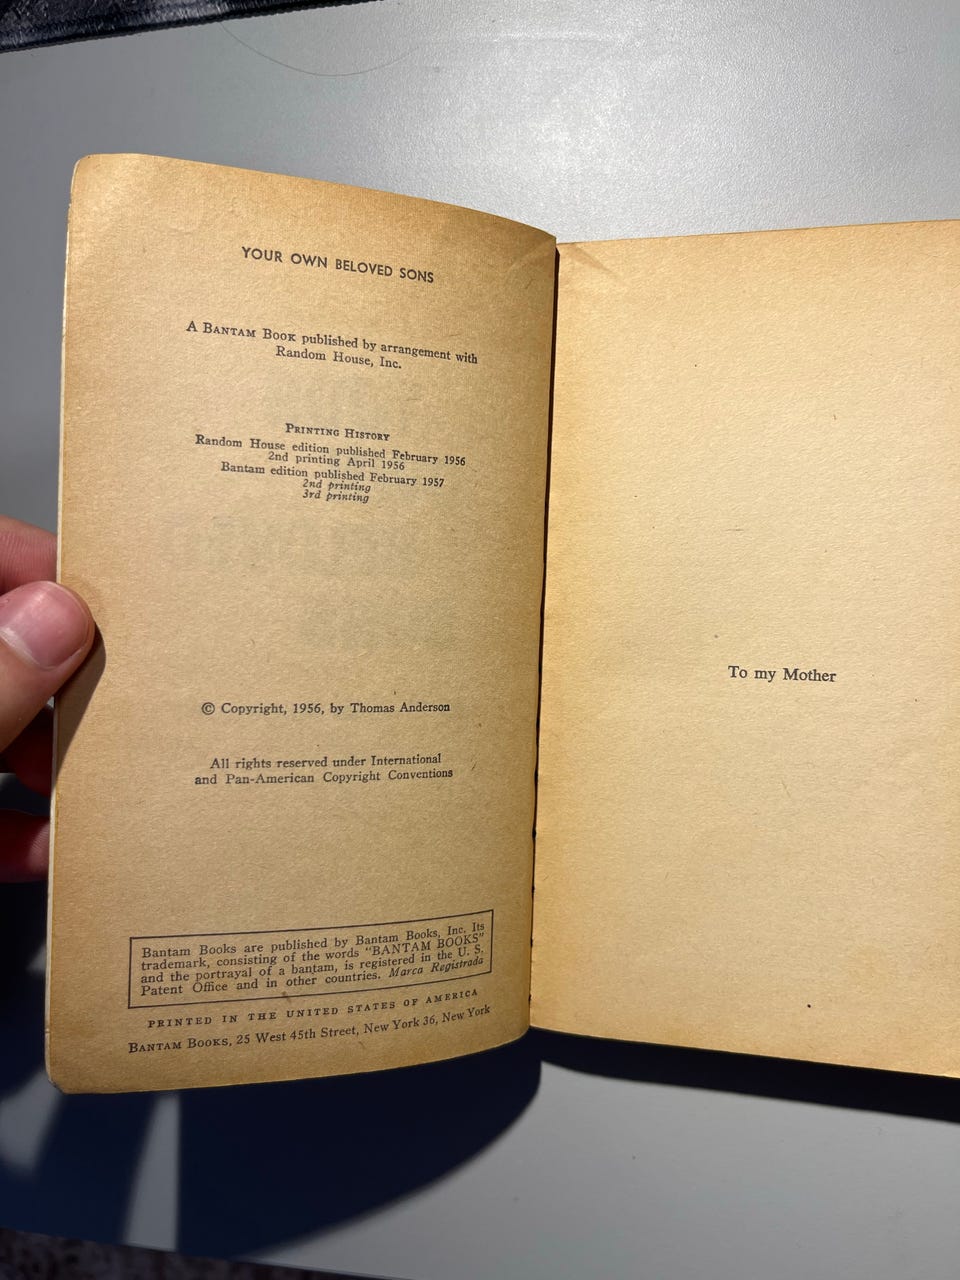 YOUR OWN BELOVED SONS
A BANTAM BOOK published by arrangement with
Random House, Inc.
PRINTING HISTORY
Random House edition published February 1956
2nd printing April 1956
Bantam edition published February 1957
2nd printing
3rd printing
© Copyright, 1956, by Thomas Anderson
All rights reserved under International
and Pan-American Copyright Conventions
Bantam Books are published by Bantam Books, Inc. Its
trademark, consisting of the words "BANTAM BOOKS"
and the portrayal of a bantam, is registered in the U. S.
Patent Office and in other countries. Marca Registrada
PRINTED IN THE UNITED STATES OF AMERICA
BANTAM BOOKS, 25 West 45th Street, New York 36, New York
To my Mother